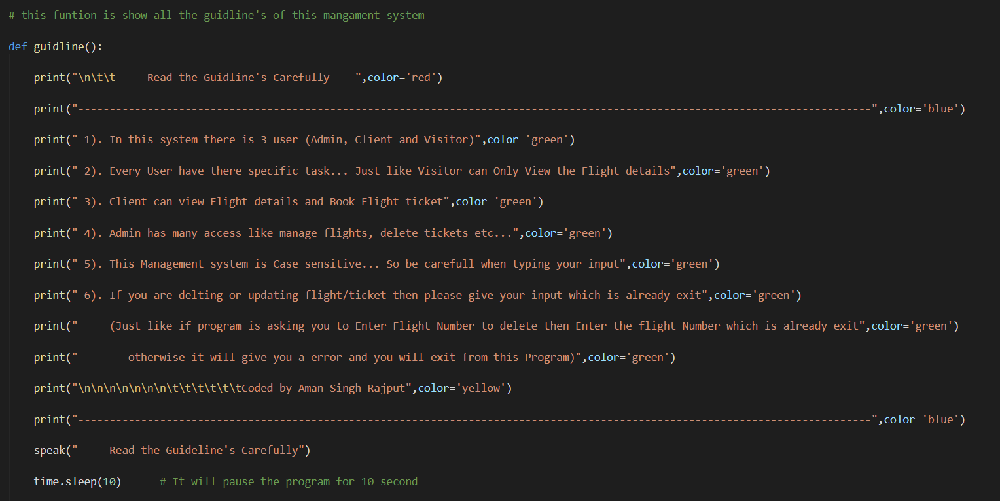 # this funtion is show all the guidline's of this mangament system
def guidline():
print("\n\t\t --- Read the Guidline's Carefully ---",color='red')
print("------------------------------------------------------------------------------------------------------------------------------",color='blue')
print(" 1). In this system there is 3 user (Admin, Client and Visitor)",color='green')
print(" 2). Every User have there specific task... Just like Visitor can Only View the Flight details",color='green')
print(" 3). Client can view Flight details and Book Flight ticket",color='green')
print(" 4). Admin has many access like manage flights, delete tickets etc...",color='green')
print(" 5). This Management system is Case sensitive... So be carefull when typing your input",color='green')
print(" 6). If you are delting or updating flight/ticket then please give your input which is already exit",color='green')
print("     (Just like if program is asking you to Enter Flight Number to delete then Enter the flight Number which is already exit",color='green')
print("        otherwise it will give you a error and you will exit from this Program)",color='green')
print("\n\n\n\n\n\n\n\t\t\t\t\t\tCoded by Aman Singh Rajput",color='yellow')
print("------------------------------------------------------------------------------------------------------------------------------",color='blue')
speak("     Read the Guideline's Carefully")
time.sleep(10)      # It will pause the program for 10 second